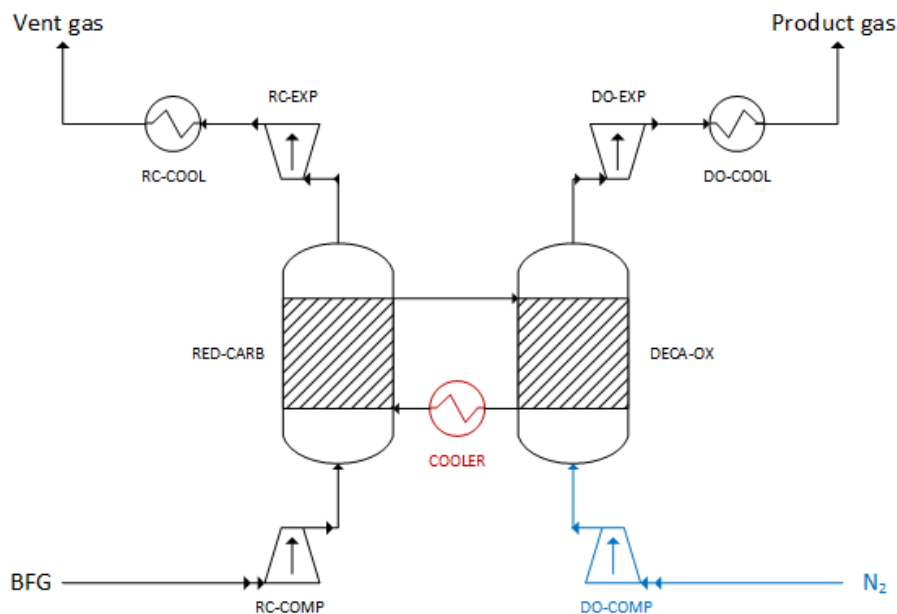 Vent gas
Product gas
RC-EXP
DO-EXP
RC-COOL
DO-COOL
RED-CARB
DECA-OX
COOLER
BFG
N₂
RC-COMP
DO-COMP